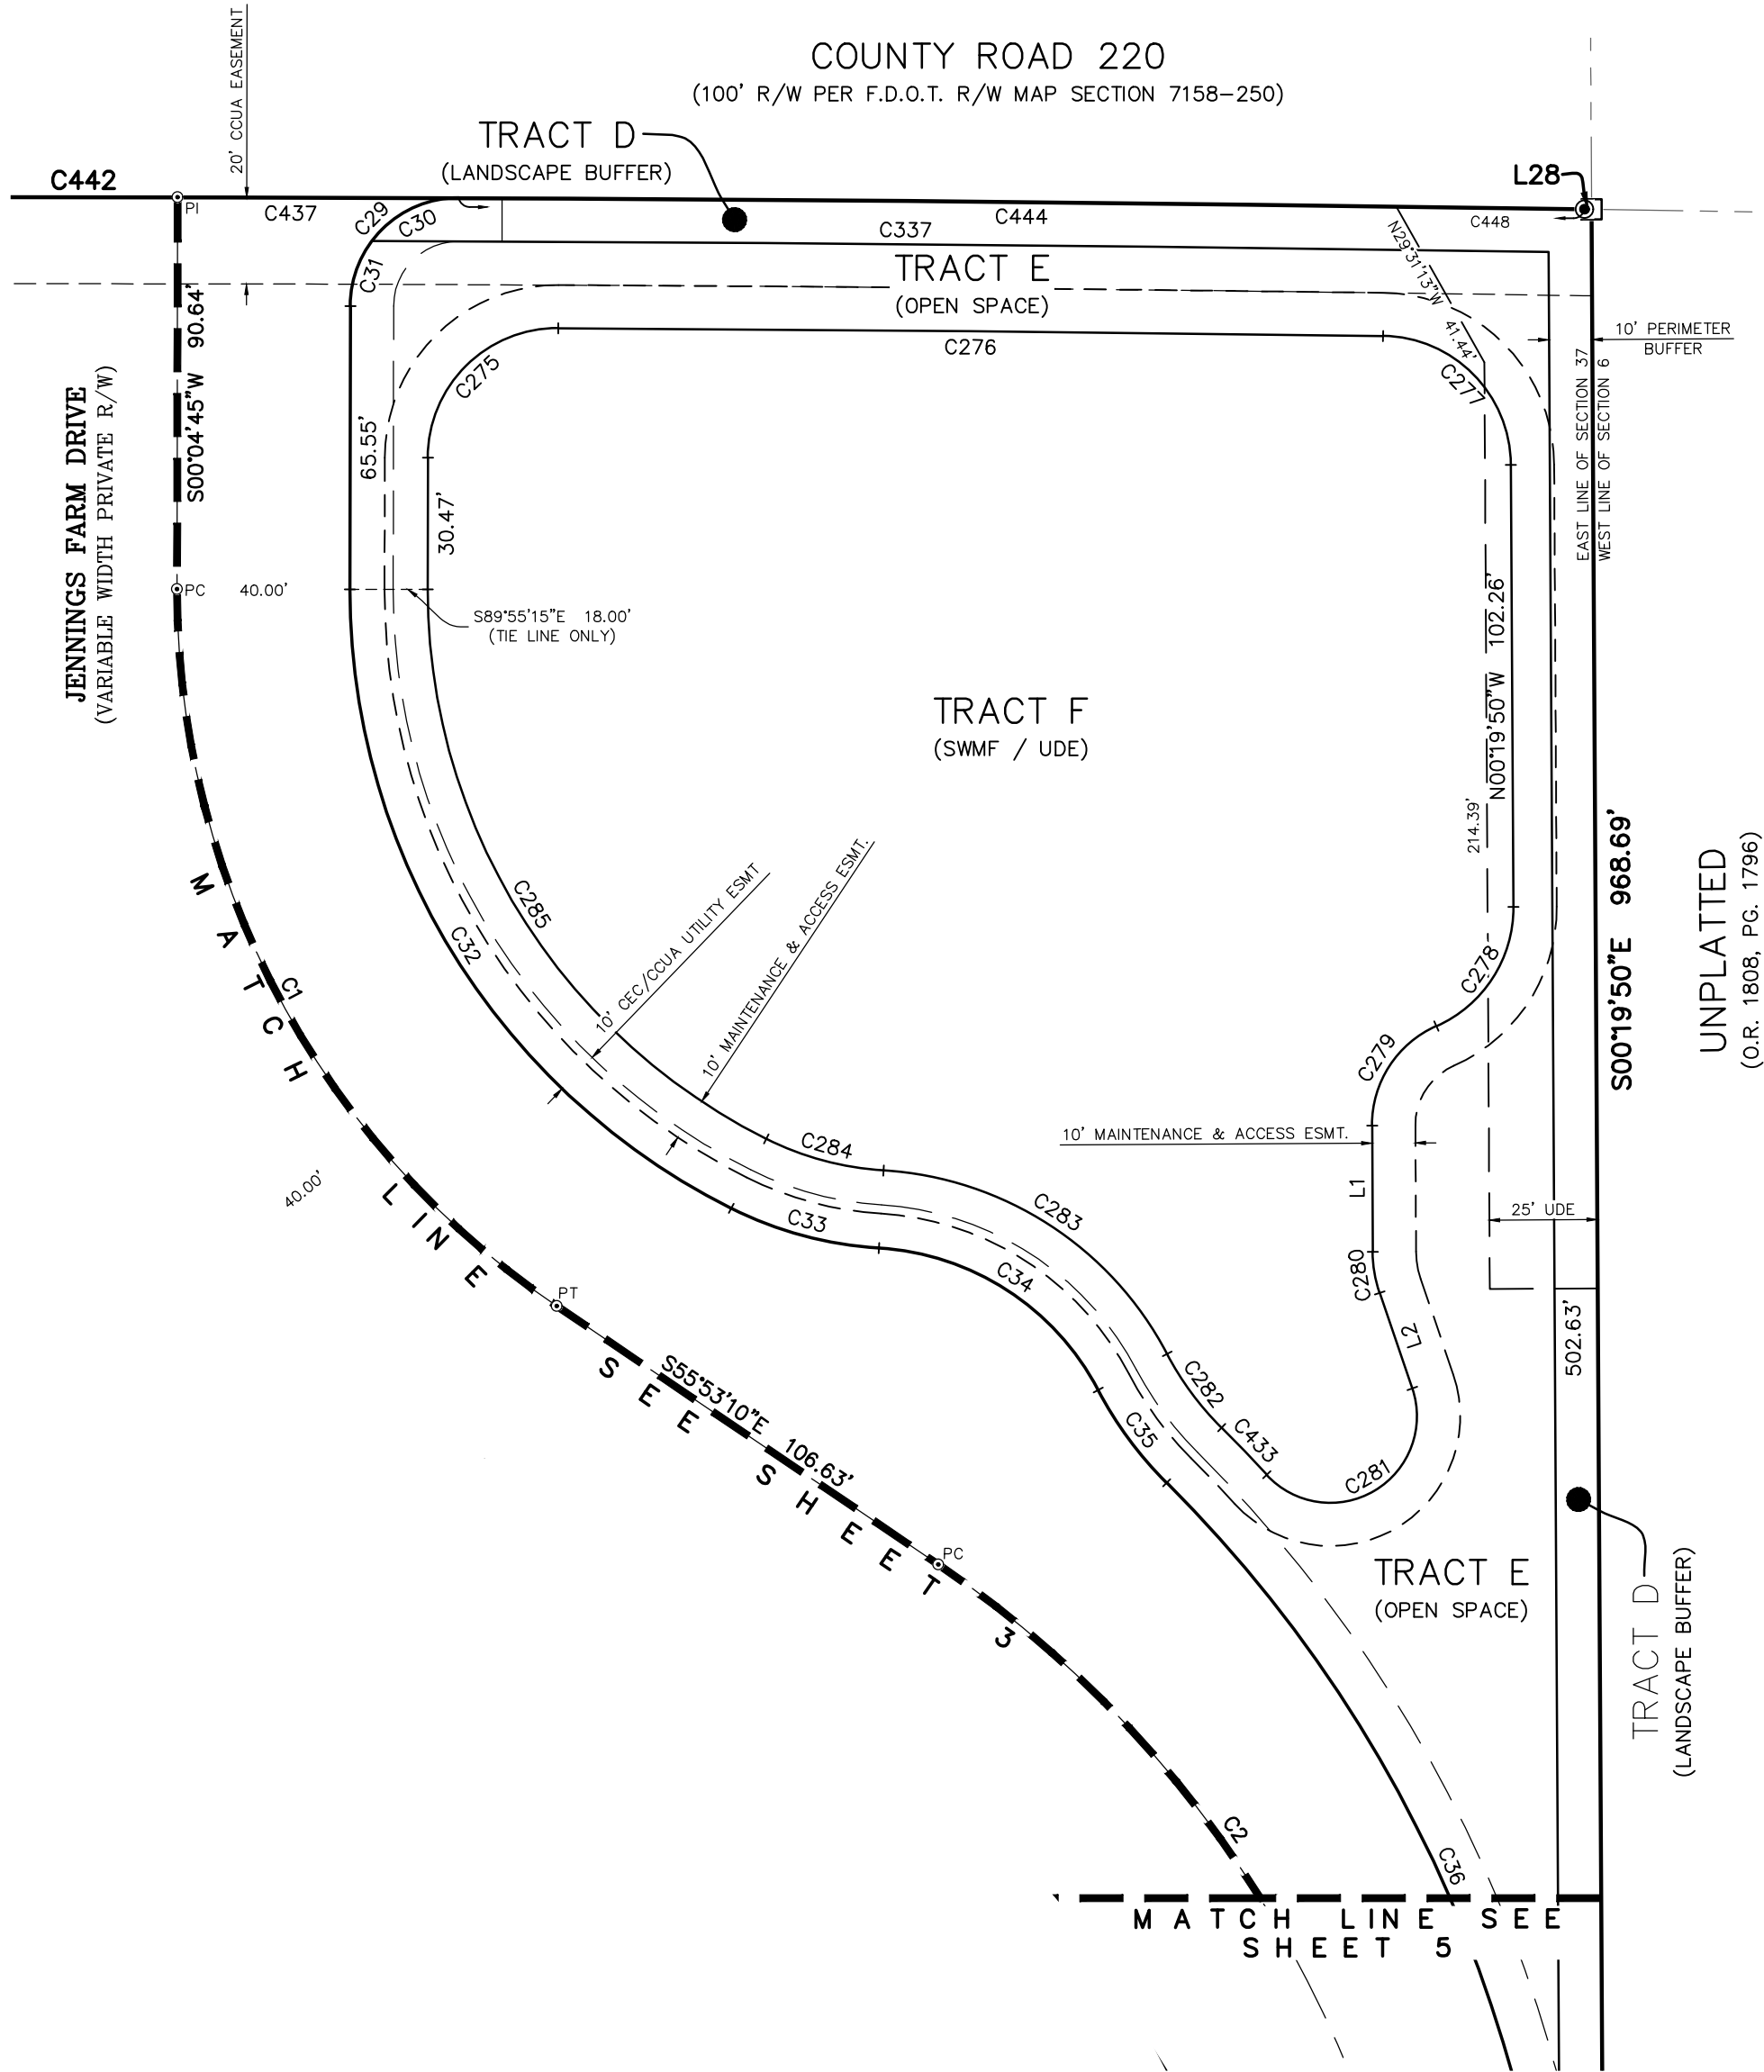 COUNTY ROAD 220
(100' R/W PER F.D.O.T. R/W MAP SECTION 7158-250)
20' CCUA EASEMENT
TRACT D
(LANDSCAPE BUFFER)
C442
PI
C437
C29
C30
C31
C444
C337
L28
C448
N29°31'13"W 41.44'
TRACT E
(OPEN SPACE)
10' PERIMETER
BUFFER
EAST LINE OF SECTION 37
WEST LINE OF SECTION 6
C275
C276
C277
S00°04'45"W 90.64'
JENNINGS FARM DRIVE
(VARIABLE WIDTH PRIVATE R/W)
65.55'
30.47'
PC
40.00'
S89°55'15"E 18.00'
(TIE LINE ONLY)
N00°19'50"W 102.26'
TRACT F
(SWMF / UDE)
214.39'
S00°19'50"E 968.69'
UNPLATTED
(O.R. 1808, PG. 1796)
C285
C32
C1
10' CEC/CCUA UTILITY ESMT
10' MAINTENANCE & ACCESS ESMT.
C278
C279
10' MAINTENANCE & ACCESS ESMT.
L1
C284
C33
C283
C34
25' UDE
C280
L2
502.63'
40.00'
MATCH LINE SEE SHEET 3
PT
S55°53'10"E 106.63'
PC
C282
C433
C35
C281
TRACT E
(OPEN SPACE)
TRACT D
(LANDSCAPE BUFFER)
C2
C36
MATCH LINE SEE
SHEET 5